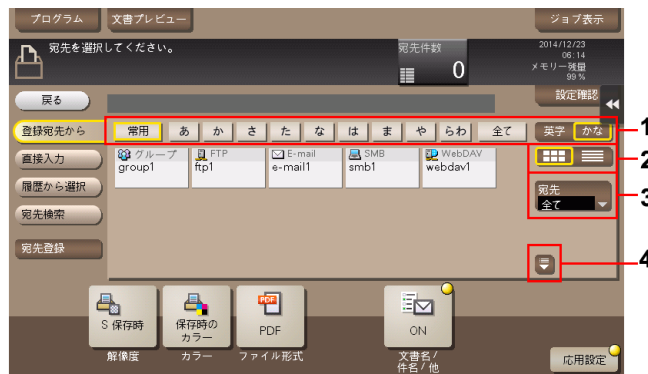 プログラム 文書プレビュー ジョブ表示
宛先を選択してください。 宛先件数 0
2014/12/23
06:14
メモリー残量
99%
戻る 設定確認
登録宛先から 常用 あ か さ た な は ま や らわ 全て 英字 かな 1
直接入力 グループ FTP E-mail SMB WebDAV 2
group1 ftp1 e-mail1 smb1 webdav1
履歴から選択 宛先 3
全て
宛先検索
宛先登録 4
S 保存時 保存時の
カラー PDF ON
解像度 カラー ファイル形式 文書名/
件名/他
応用設定